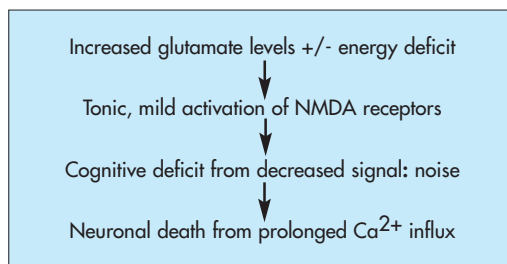 Increased glutamate levels +/- energy deficit
Tonic, mild activation of NMDA receptors
Cognitive deficit from decreased signal: noise
Neuronal death from prolonged Ca2+ influx